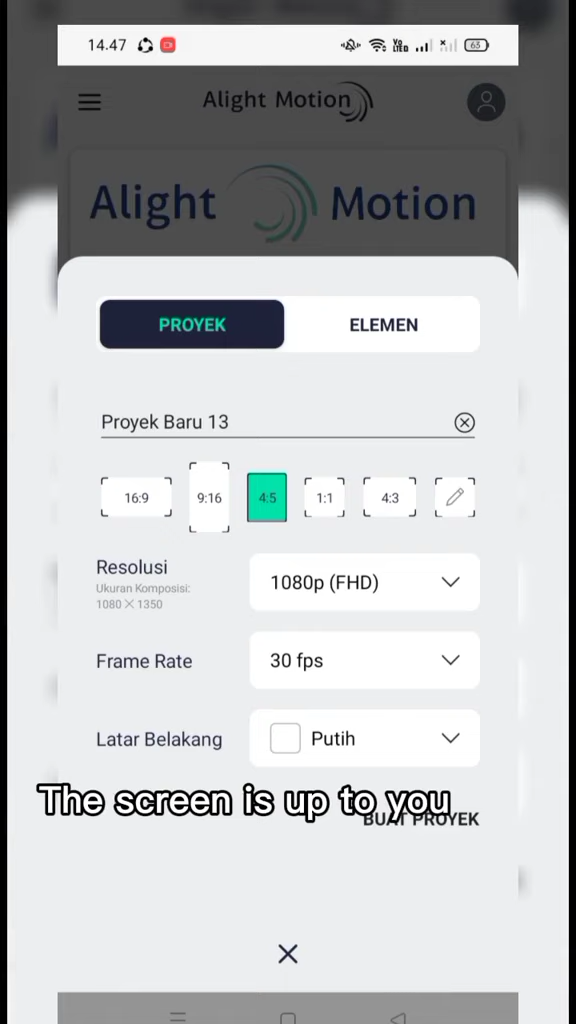 14.47
63
Alight Motion
Alight Motion
PROYEK
ELEMEN
Proyek Baru 13
16:9
9:16
4:5
1:1
4:3
Resolusi
Ukuran Komposisi:
1080 X 1350
1080p (FHD)
Frame Rate
30 fps
Latar Belakang
Putih
The screen is up to you
BUAT PROYEK